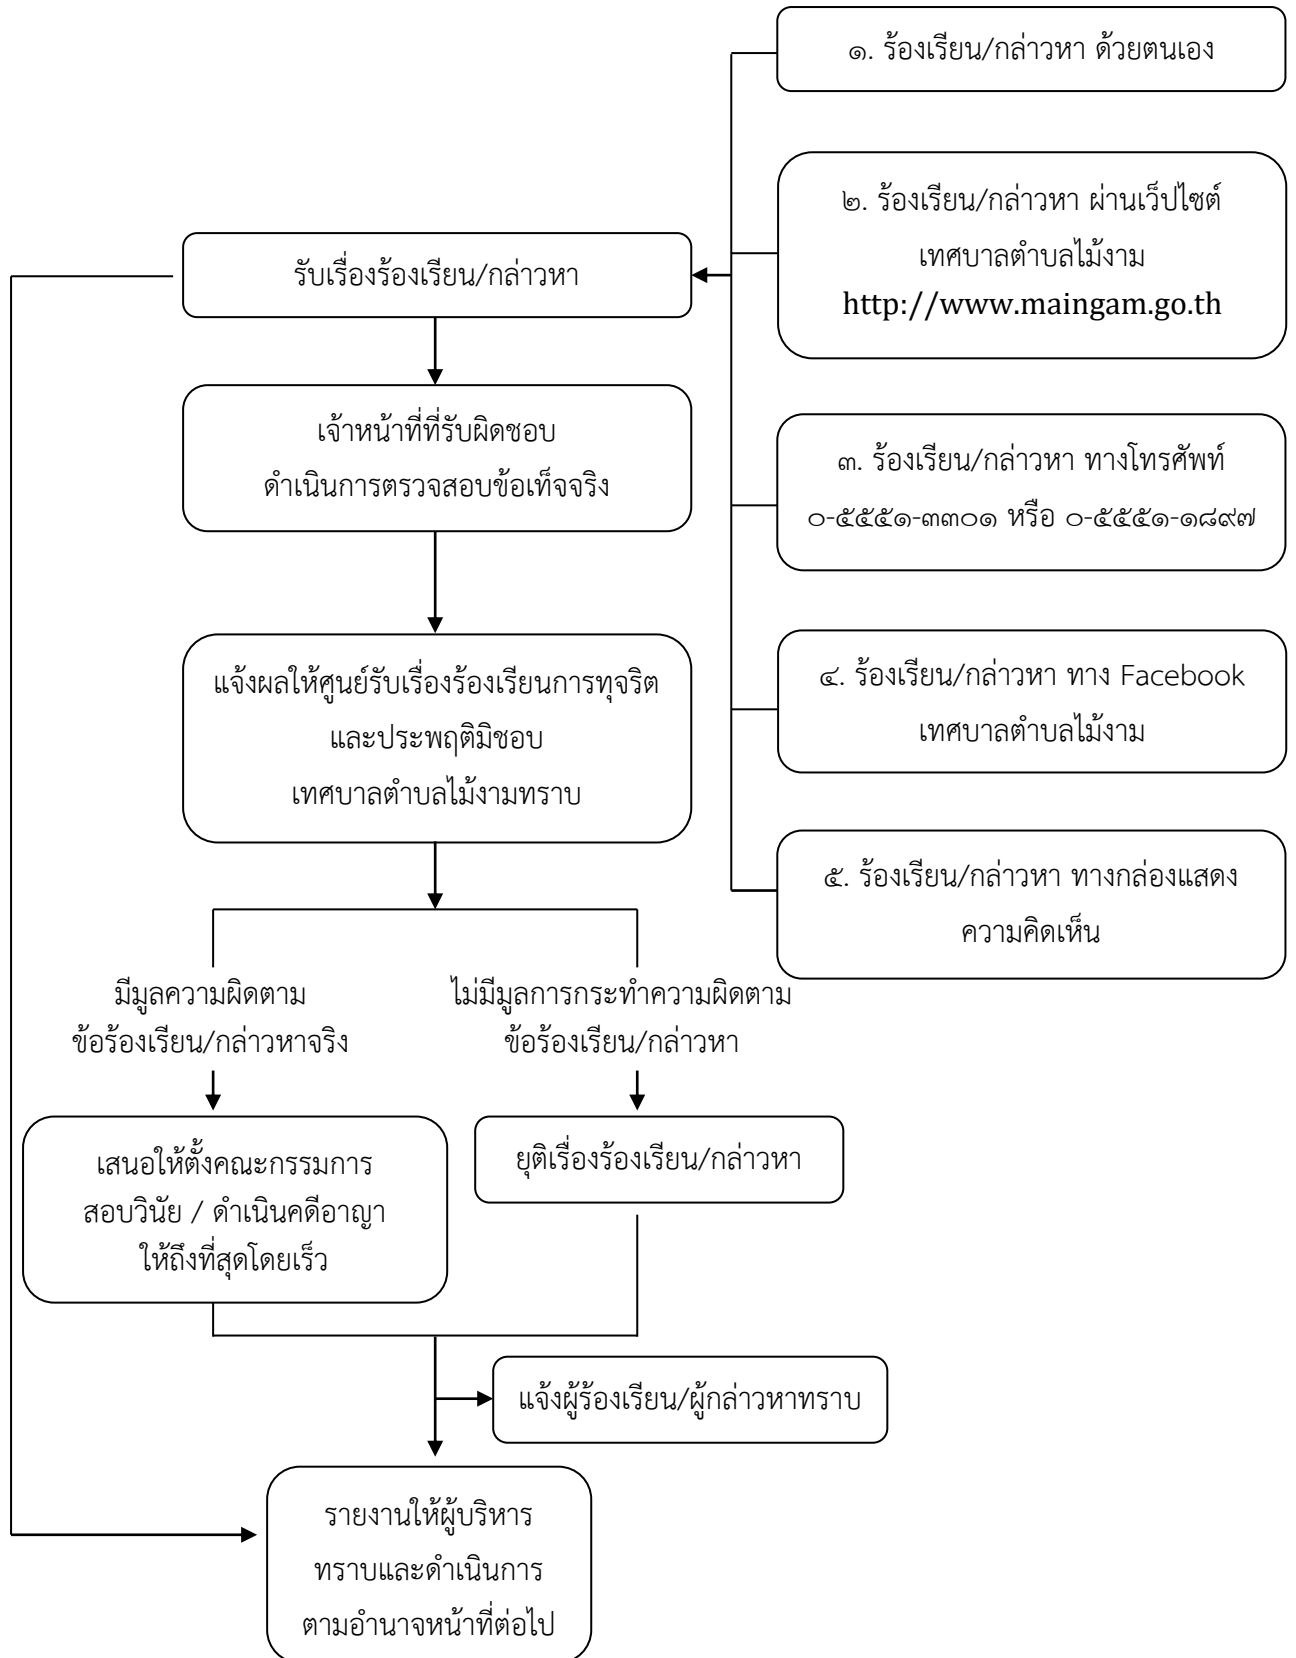 ๑. ร้องเรียน/กล่าวหา ด้วยตนเอง
๒. ร้องเรียน/กล่าวหา ผ่านเว็ปไซต์
เทศบาลตำบลไม้งาม
http://www.maingam.go.th
๓. ร้องเรียน/กล่าวหา ทางโทรศัพท์
๐-๕๕๕๑-๓๓๐๑ หรือ ๐-๕๕๕๑-๑๘๙๗
๔. ร้องเรียน/กล่าวหา ทาง Facebook
เทศบาลตำบลไม้งาม
๕. ร้องเรียน/กล่าวหา ทางกล่องแสดง
ความคิดเห็น
รับเรื่องร้องเรียน/กล่าวหา
เจ้าหน้าที่ที่รับผิดชอบ
ดำเนินการตรวจสอบข้อเท็จจริง
แจ้งผลให้ศูนย์รับเรื่องร้องเรียนการทุจริต
และประพฤติมิชอบ
เทศบาลตำบลไม้งามทราบ
มีมูลความผิดตาม
ข้อร้องเรียน/กล่าวหาจริง
ไม่มีมูลการกระทำความผิดตาม
ข้อร้องเรียน/กล่าวหา
เสนอให้ตั้งคณะกรรมการ
สอบวินัย / ดำเนินคดีอาญา
ให้ถึงที่สุดโดยเร็ว
ยุติเรื่องร้องเรียน/กล่าวหา
แจ้งผู้ร้องเรียน/ผู้กล่าวหาทราบ
รายงานให้ผู้บริหาร
ทราบและดำเนินการ
ตามอำนาจหน้าที่ต่อไป